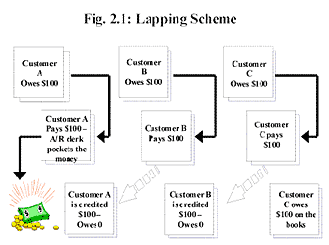 Fig. 2.1: Lapping Scheme
Customer
A
Owes $100
Customer
B
Owes $100
Customer
C
Owes $100
Customer A
Pays $100–
A/R clerk
pockets the
money
Customer B
Pays $100
Customer
C pays
$100
Customer A
is credited
$100–
Owes 0
Customer B
is credited
$100–
Owes 0
Customer
C owes
$100 on the
books